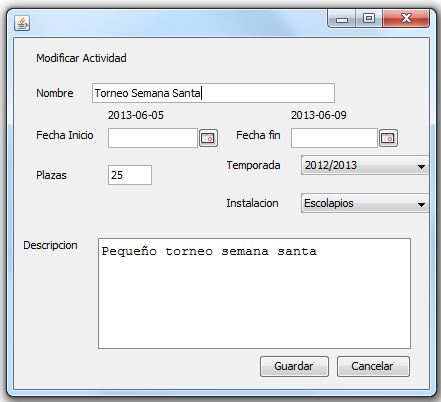 Modificar Actividad
Nombre Torneo Semana Santa
2013-06-05 2013-06-09
Fecha Inicio Fecha fin
Plazas 25 Temporada 2012/2013
Instalacion Escolapios
Descripcion Pequeño torneo semana santa
Guardar Cancelar